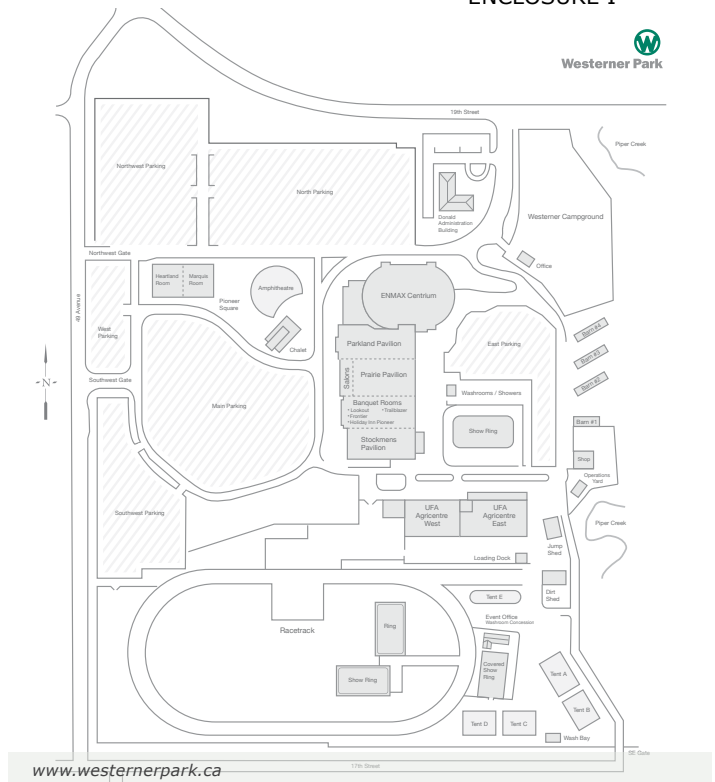 ENCLOSURE I
W
Westerner Park
19th Street
Piper Creek
Northwest Parking
North Parking
Donald
Administration
Building
Westerner Campground
Northwest Gate
Office
Heartland
Room
Marquis
Room
Amphitheatre
ENMAX Centrium
Pioneer
Square
48 Avenue
West
Parking
Chalet
Parkland Pavilion
East Parking
Barn #4
Barn #3
Barn #2
N
Southwest Gate
Salons
Prairie Pavilion
Washrooms / Showers
Main Parking
Banquet Rooms
• Lookout
• Trailblazer
• Frontier
• Holiday Inn Pioneer
Barn #1
Show Ring
Stockmens
Pavilion
Shop
Operations
Yard
Southwest Parking
UFA
Agricentre
West
UFA
Agricentre
East
Piper Creek
Jump
Shed
Loading Dock
Dirt
Shed
Tent E
Event Office
Washroom Concession
Racetrack
Ring
Covered
Show
Ring
Show Ring
Tent A
Tent B
Tent D
Tent C
Wash Bay
SE Gate
17th Street
www.westernerpark.ca